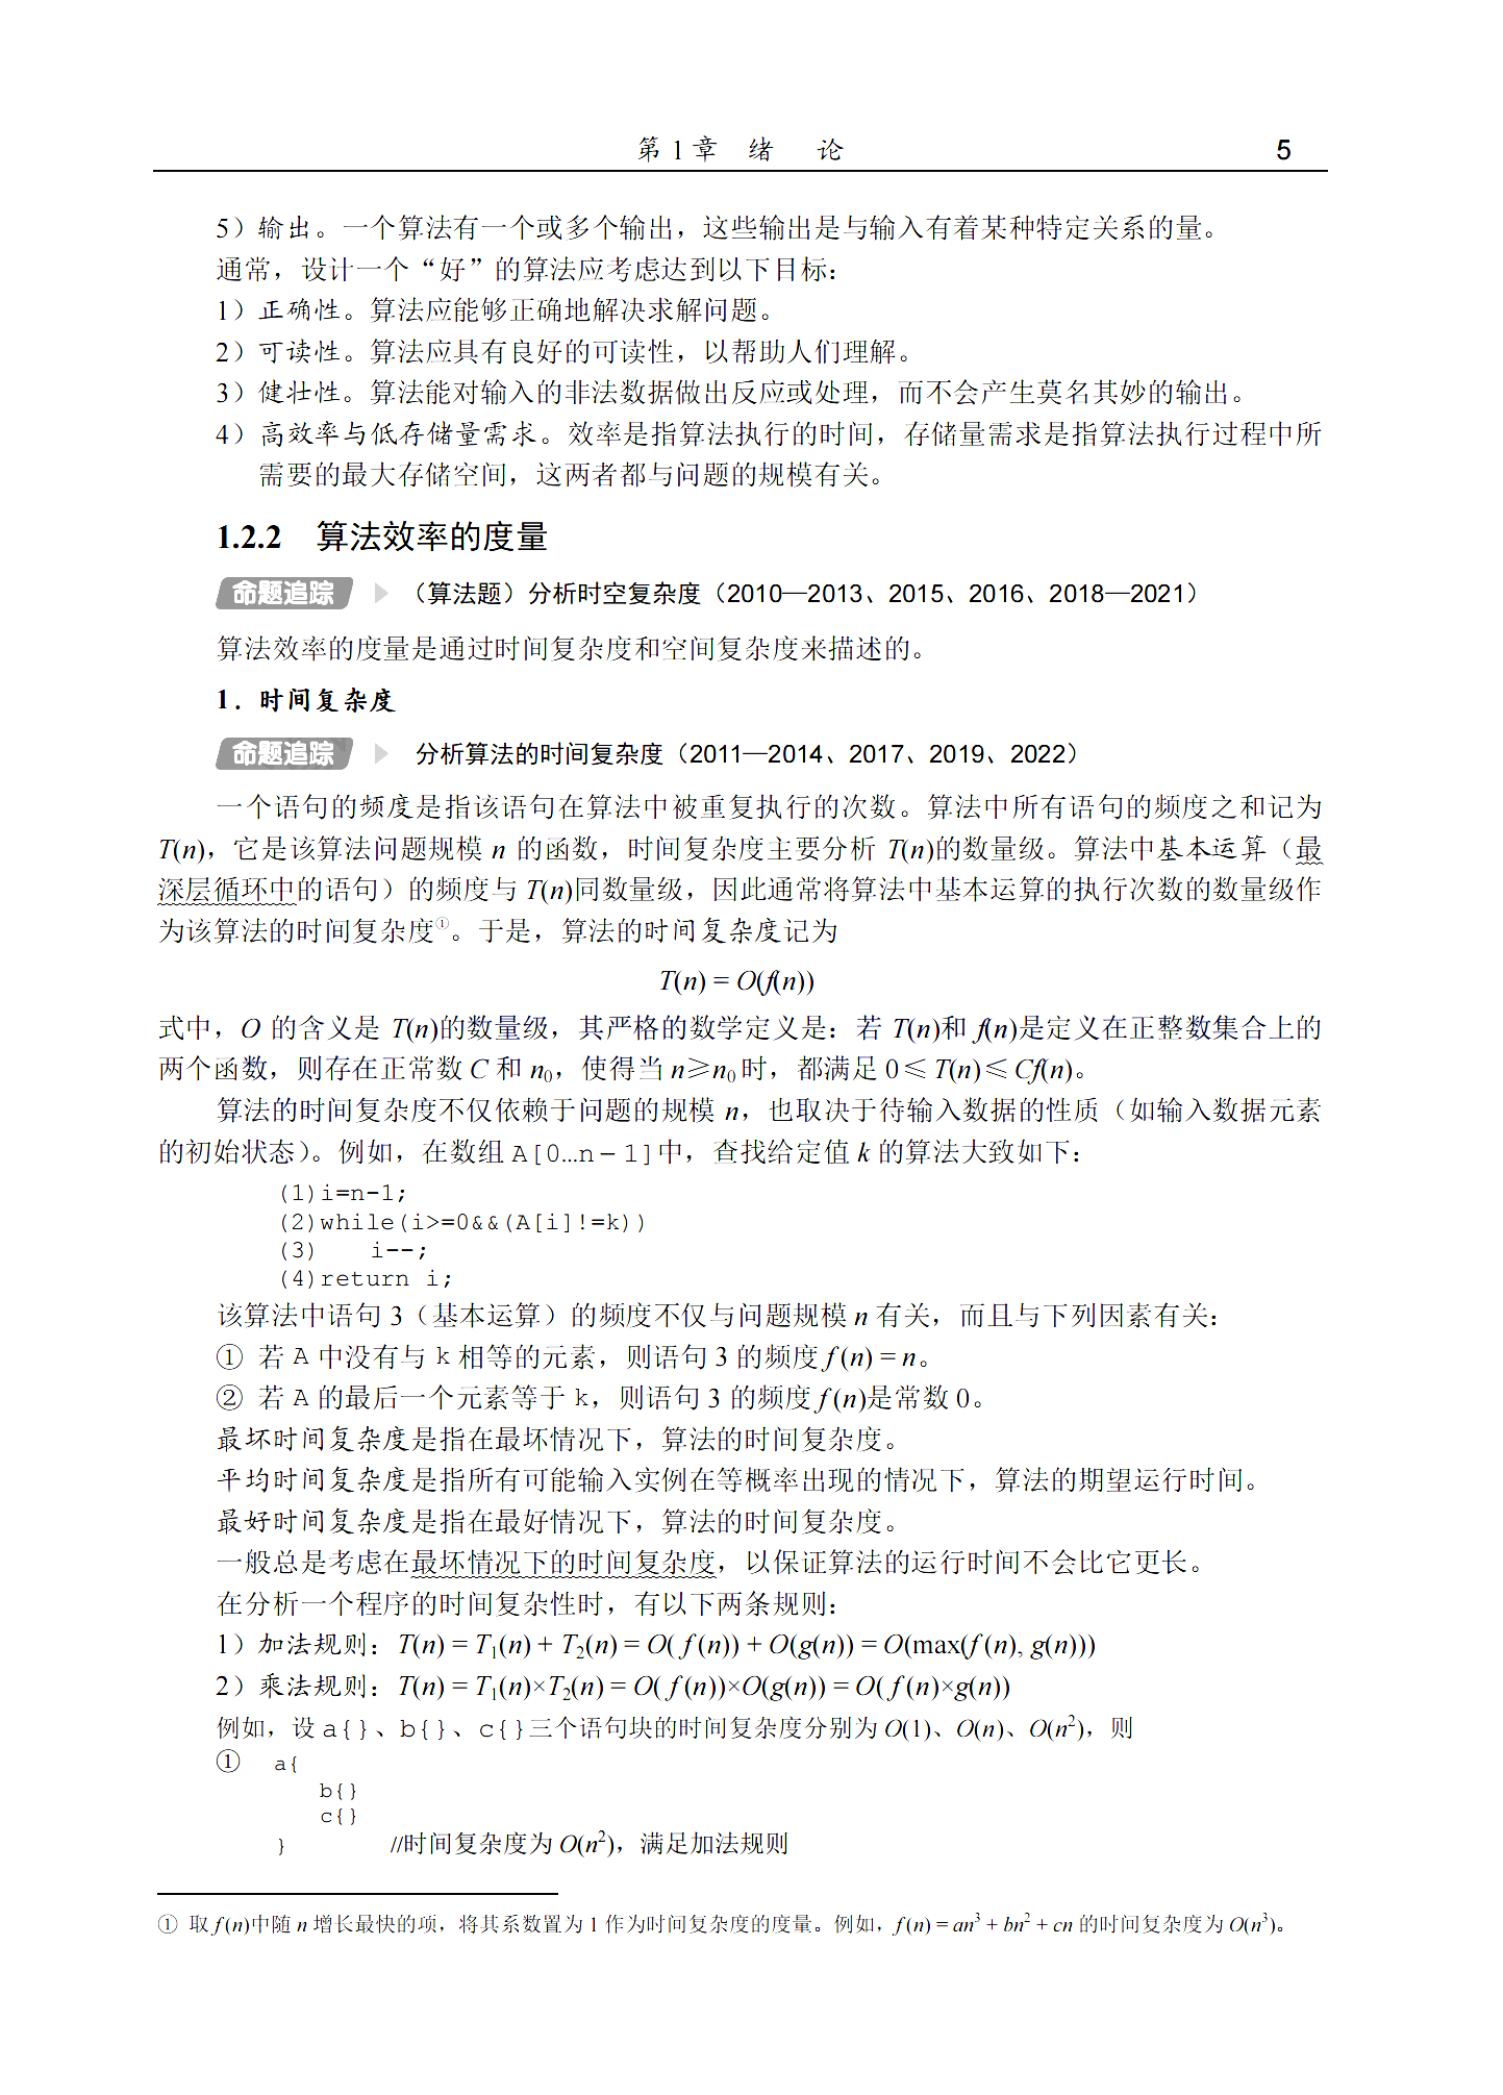 第 1 章 绪 论 5
5）输出。一个算法有一个或多个输出，这些输出是与输入有着某种特定关系的量。
通常，设计一个“好”的算法应考虑达到以下目标：
1）正确性。算法应能够正确地解决求解问题。
2）可读性。算法应具有良好的可读性，以帮助人们理解。
3）健壮性。算法能对输入的非法数据做出反应或处理，而不会产生莫名其妙的输出。
4）高效率与低存储量需求。效率是指算法执行的时间，存储量需求是指算法执行过程中所
需要的最大存储空间，这两者都与问题的规模有关。
1.2.2 算法效率的度量
命题追踪 （算法题）分析时空复杂度（2010—2013、2015、2016、2018—2021）
算法效率的度量是通过时间复杂度和空间复杂度来描述的。
1．时间复杂度
命题追踪 分析算法的时间复杂度（2011—2014、2017、2019、2022）
一个语句的频度是指该语句在算法中被重复执行的次数。算法中所有语句的频度之和记为
T(n)，它是该算法问题规模 n 的函数，时间复杂度主要分析 T(n)的数量级。算法中基本运算（最
深层循环中的语句）的频度与 T(n)同数量级，因此通常将算法中基本运算的执行次数的数量级作
为该算法的时间复杂度①。于是，算法的时间复杂度记为
T(n) = O(f(n))
式中，O 的含义是 T(n)的数量级，其严格的数学定义是：若 T(n)和 f(n)是定义在正整数集合上的
两个函数，则存在正常数 C 和 n₀，使得当 n≥n₀时，都满足 0≤T(n)≤Cf(n)。
算法的时间复杂度不仅依赖于问题的规模 n，也取决于待输入数据的性质（如输入数据元素
的初始状态）。例如，在数组 A[0…n − 1]中，查找给定值 k 的算法大致如下：
(1)i=n-1;
(2)while(i>=0&&(A[i]!=k))
(3) i--;
(4)return i;
该算法中语句 3（基本运算）的频度不仅与问题规模 n 有关，而且与下列因素有关：
① 若 A 中没有与 k 相等的元素，则语句 3 的频度 f(n) = n。
② 若 A 的最后一个元素等于 k，则语句 3 的频度 f(n)是常数 0。
最坏时间复杂度是指在最坏情况下，算法的时间复杂度。
平均时间复杂度是指所有可能输入实例在等概率出现的情况下，算法的期望运行时间。
最好时间复杂度是指在最好情况下，算法的时间复杂度。
一般总是考虑在最坏情况下的时间复杂度，以保证算法的运行时间不会比它更长。
在分析一个程序的时间复杂性时，有以下两条规则：
1）加法规则：T(n) = T₁(n) + T₂(n) = O(f(n)) + O(g(n)) = O(max(f(n), g(n)))
2）乘法规则：T(n) = T₁(n)×T₂(n) = O(f(n))×O(g(n)) = O(f(n)×g(n))
例如，设 a{}、b{}、c{}三个语句块的时间复杂度分别为 O(1)、O(n)、O(n²)，则
① a{
b{}
c{}
} //时间复杂度为 O(n²)，满足加法规则
① 取 f(n)中随 n 增长最快的项，将其系数置为 1 作为时间复杂度的度量。例如，f(n) = an³ + bn² + cn 的时间复杂度为 O(n³)。